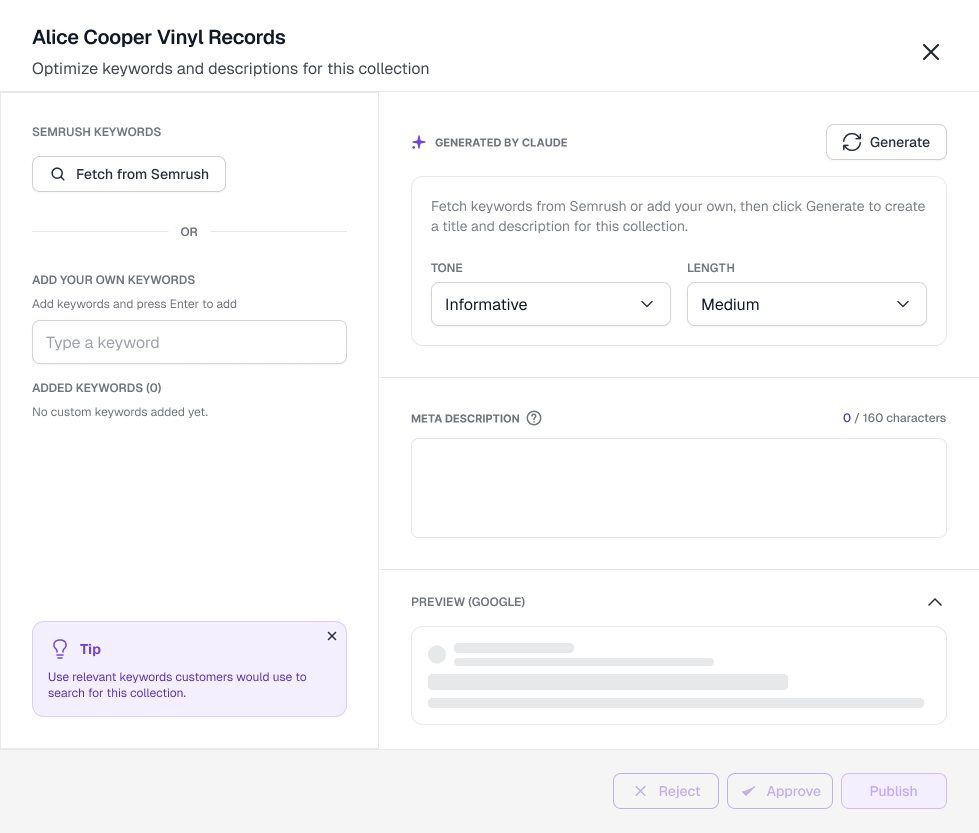 Alice Cooper Vinyl Records
Optimize keywords and descriptions for this collection
SEMRUSH KEYWORDS
Fetch from Semrush
OR
ADD YOUR OWN KEYWORDS
Add keywords and press Enter to add
Type a keyword
ADDED KEYWORDS (0)
No custom keywords added yet.
Tip
Use relevant keywords customers would use to
search for this collection.
GENERATED BY CLAUDE
Generate
Fetch keywords from Semrush or add your own, then click Generate to create
a title and description for this collection.
TONE
Informative
LENGTH
Medium
META DESCRIPTION
0 / 160 characters
PREVIEW (GOOGLE)
Reject
Approve
Publish